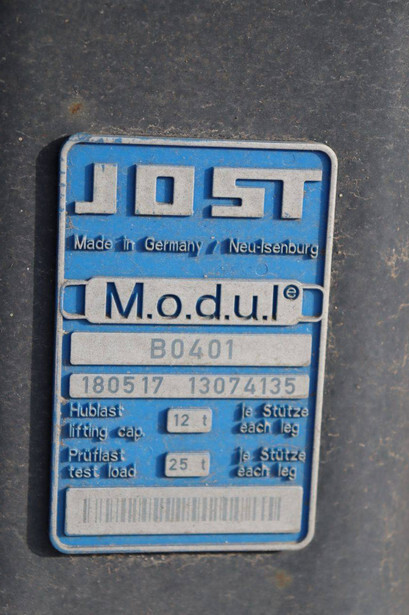 JOST
Made in Germany / Neu-Isenburg
M.o.d.u.l®
B0401
180517 13074135
Hublast 12 t je Stütze
lifting cap. each leg
Prüflast 25 t je Stütze
test load each leg